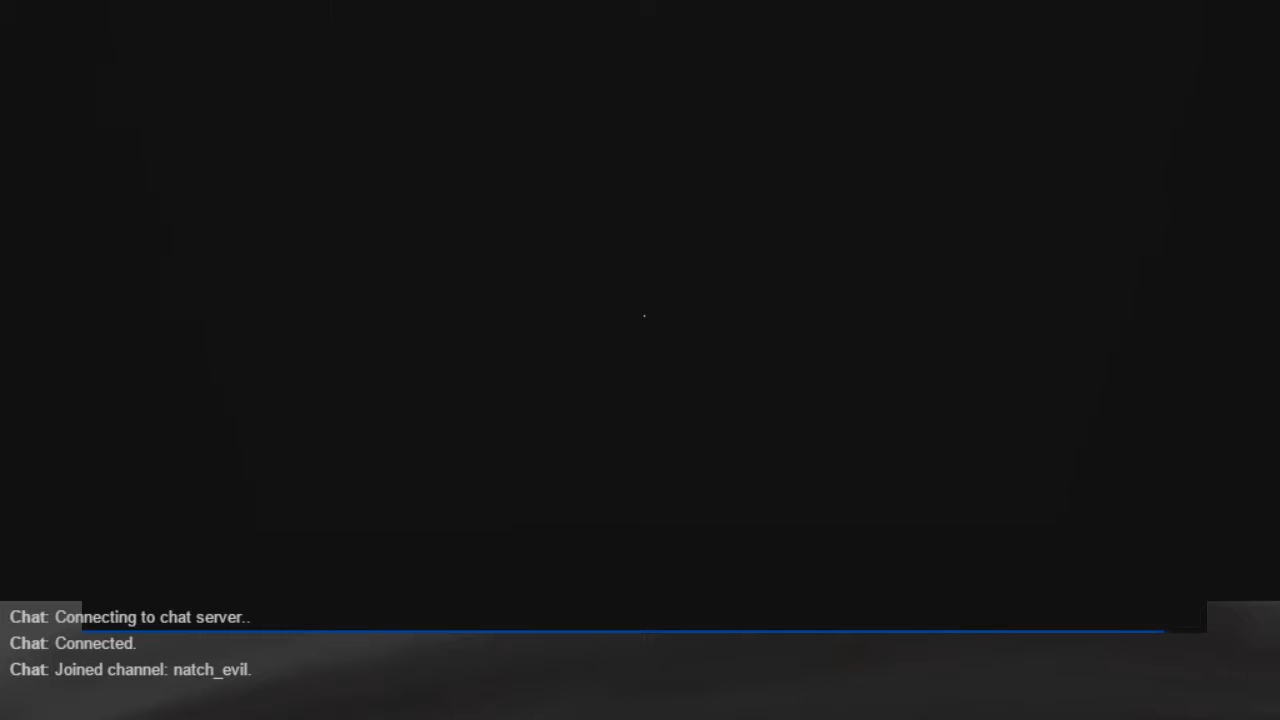 Chat: Connecting to chat server..
Chat: Connected.
Chat: Joined channel: natch_evil.